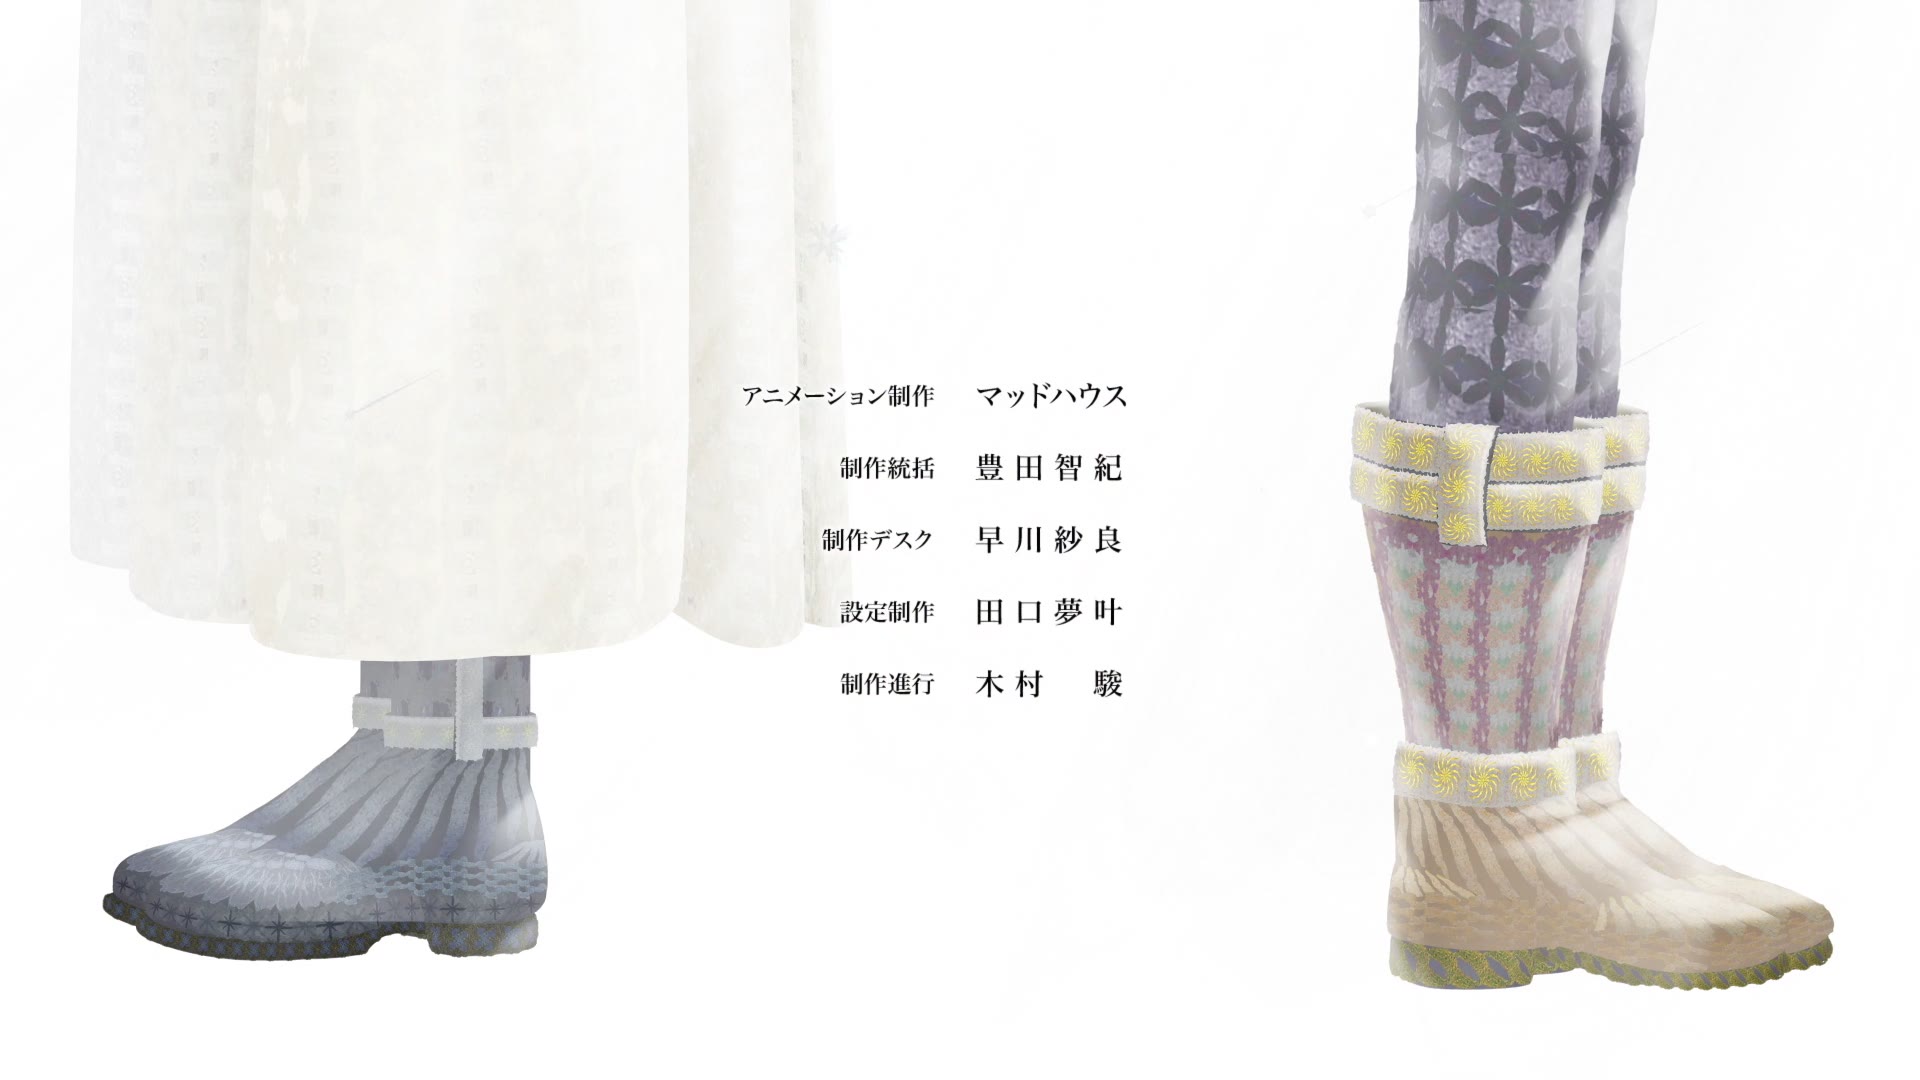 アニメーション制作 マッドハウス
制作統括 豊田智紀
制作デスク 早川紗良
設定制作 田口夢叶
制作進行 木村 駿